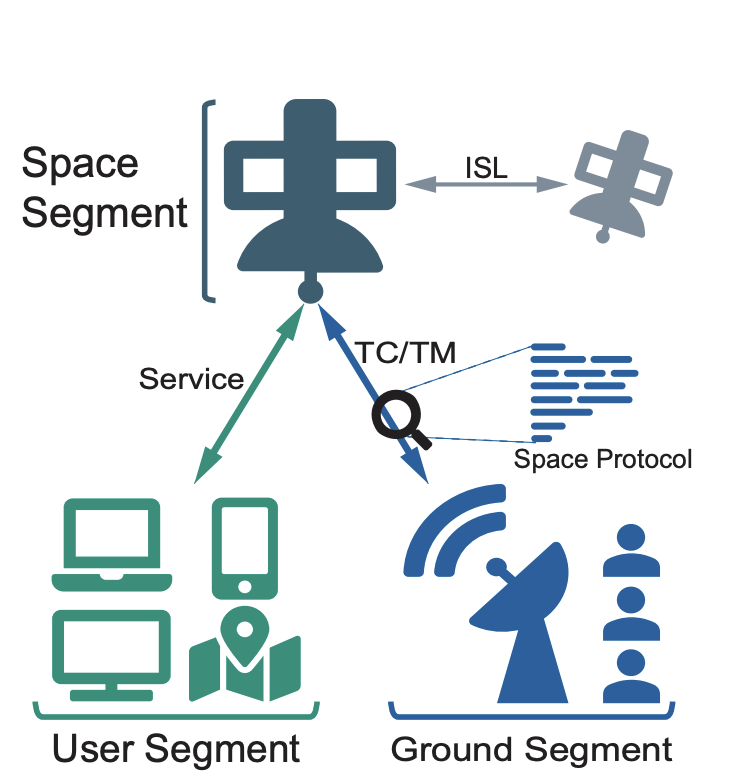 Space
Segment
ISL
Service
TC/TM
Space Protocol
User Segment
Ground Segment